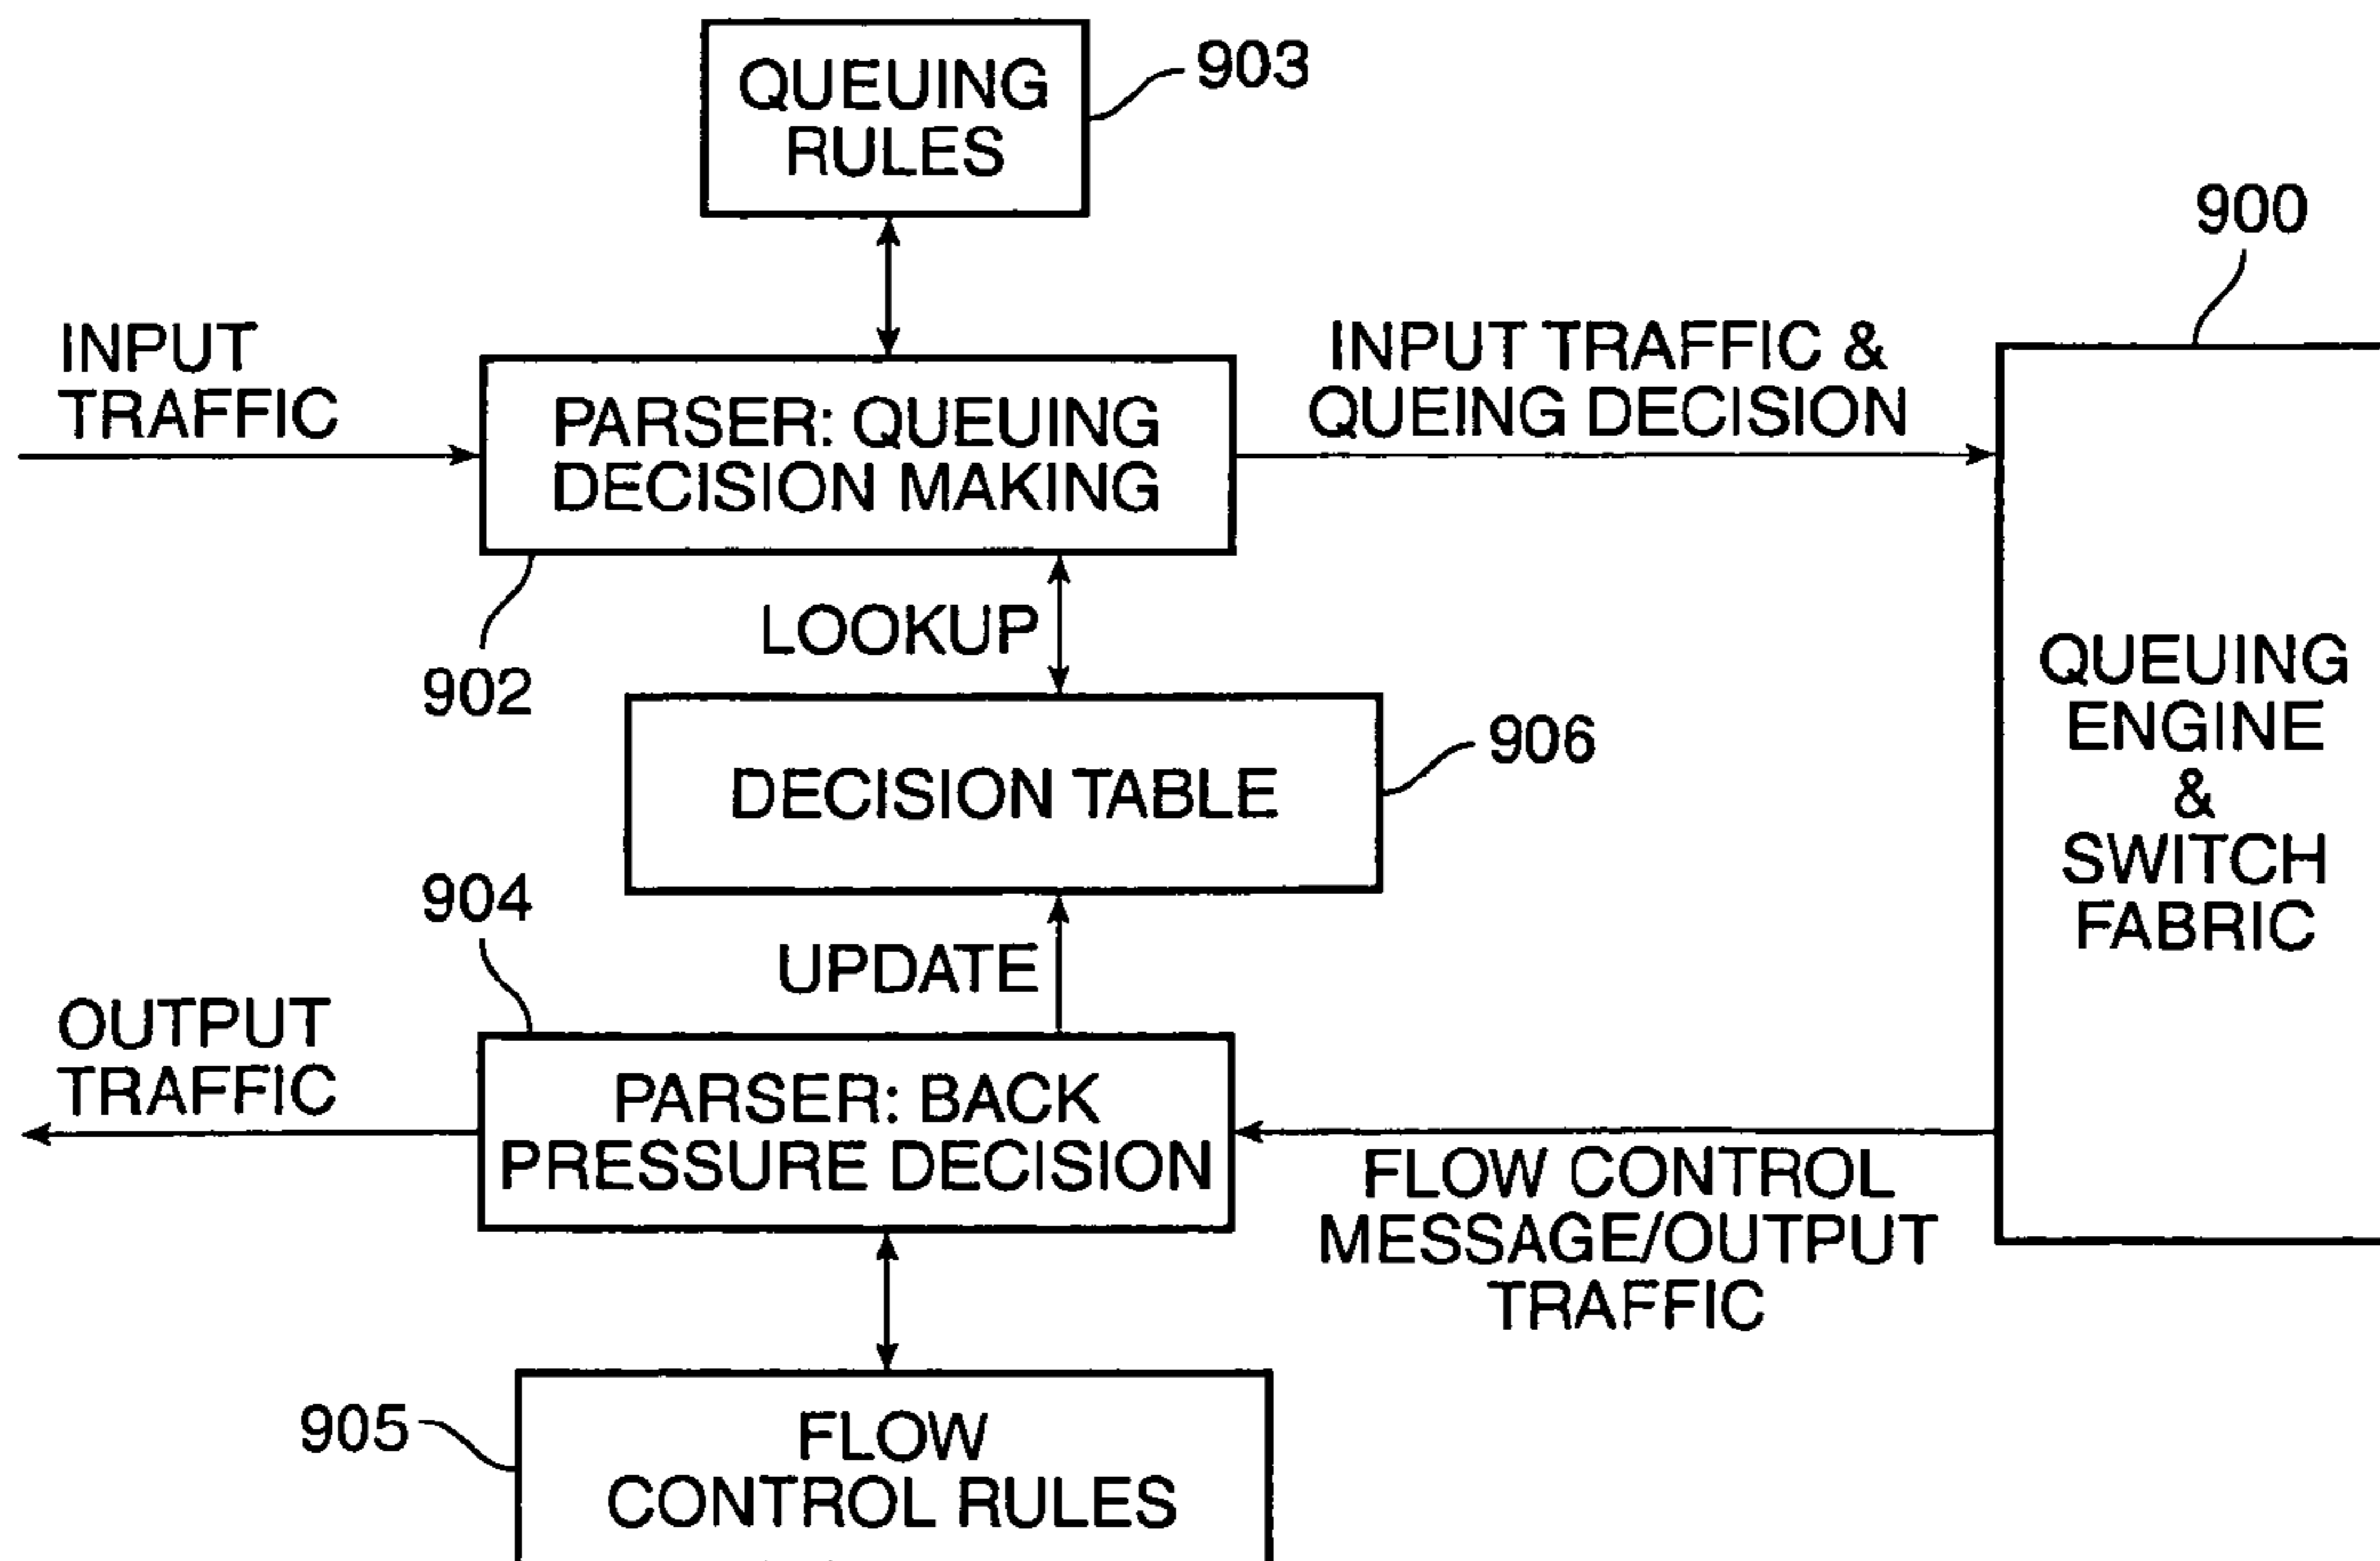 QUEUING
RULES
903
900
INPUT
TRAFFIC
PARSER: QUEUING
DECISION MAKING
INPUT TRAFFIC &
QUEING DECISION
902
LOOKUP
DECISION TABLE
906
QUEUING
ENGINE
&
SWITCH
FABRIC
904
UPDATE
OUTPUT
TRAFFIC
PARSER: BACK
PRESSURE DECISION
FLOW CONTROL
MESSAGE/OUTPUT
TRAFFIC
905
FLOW
CONTROL RULES